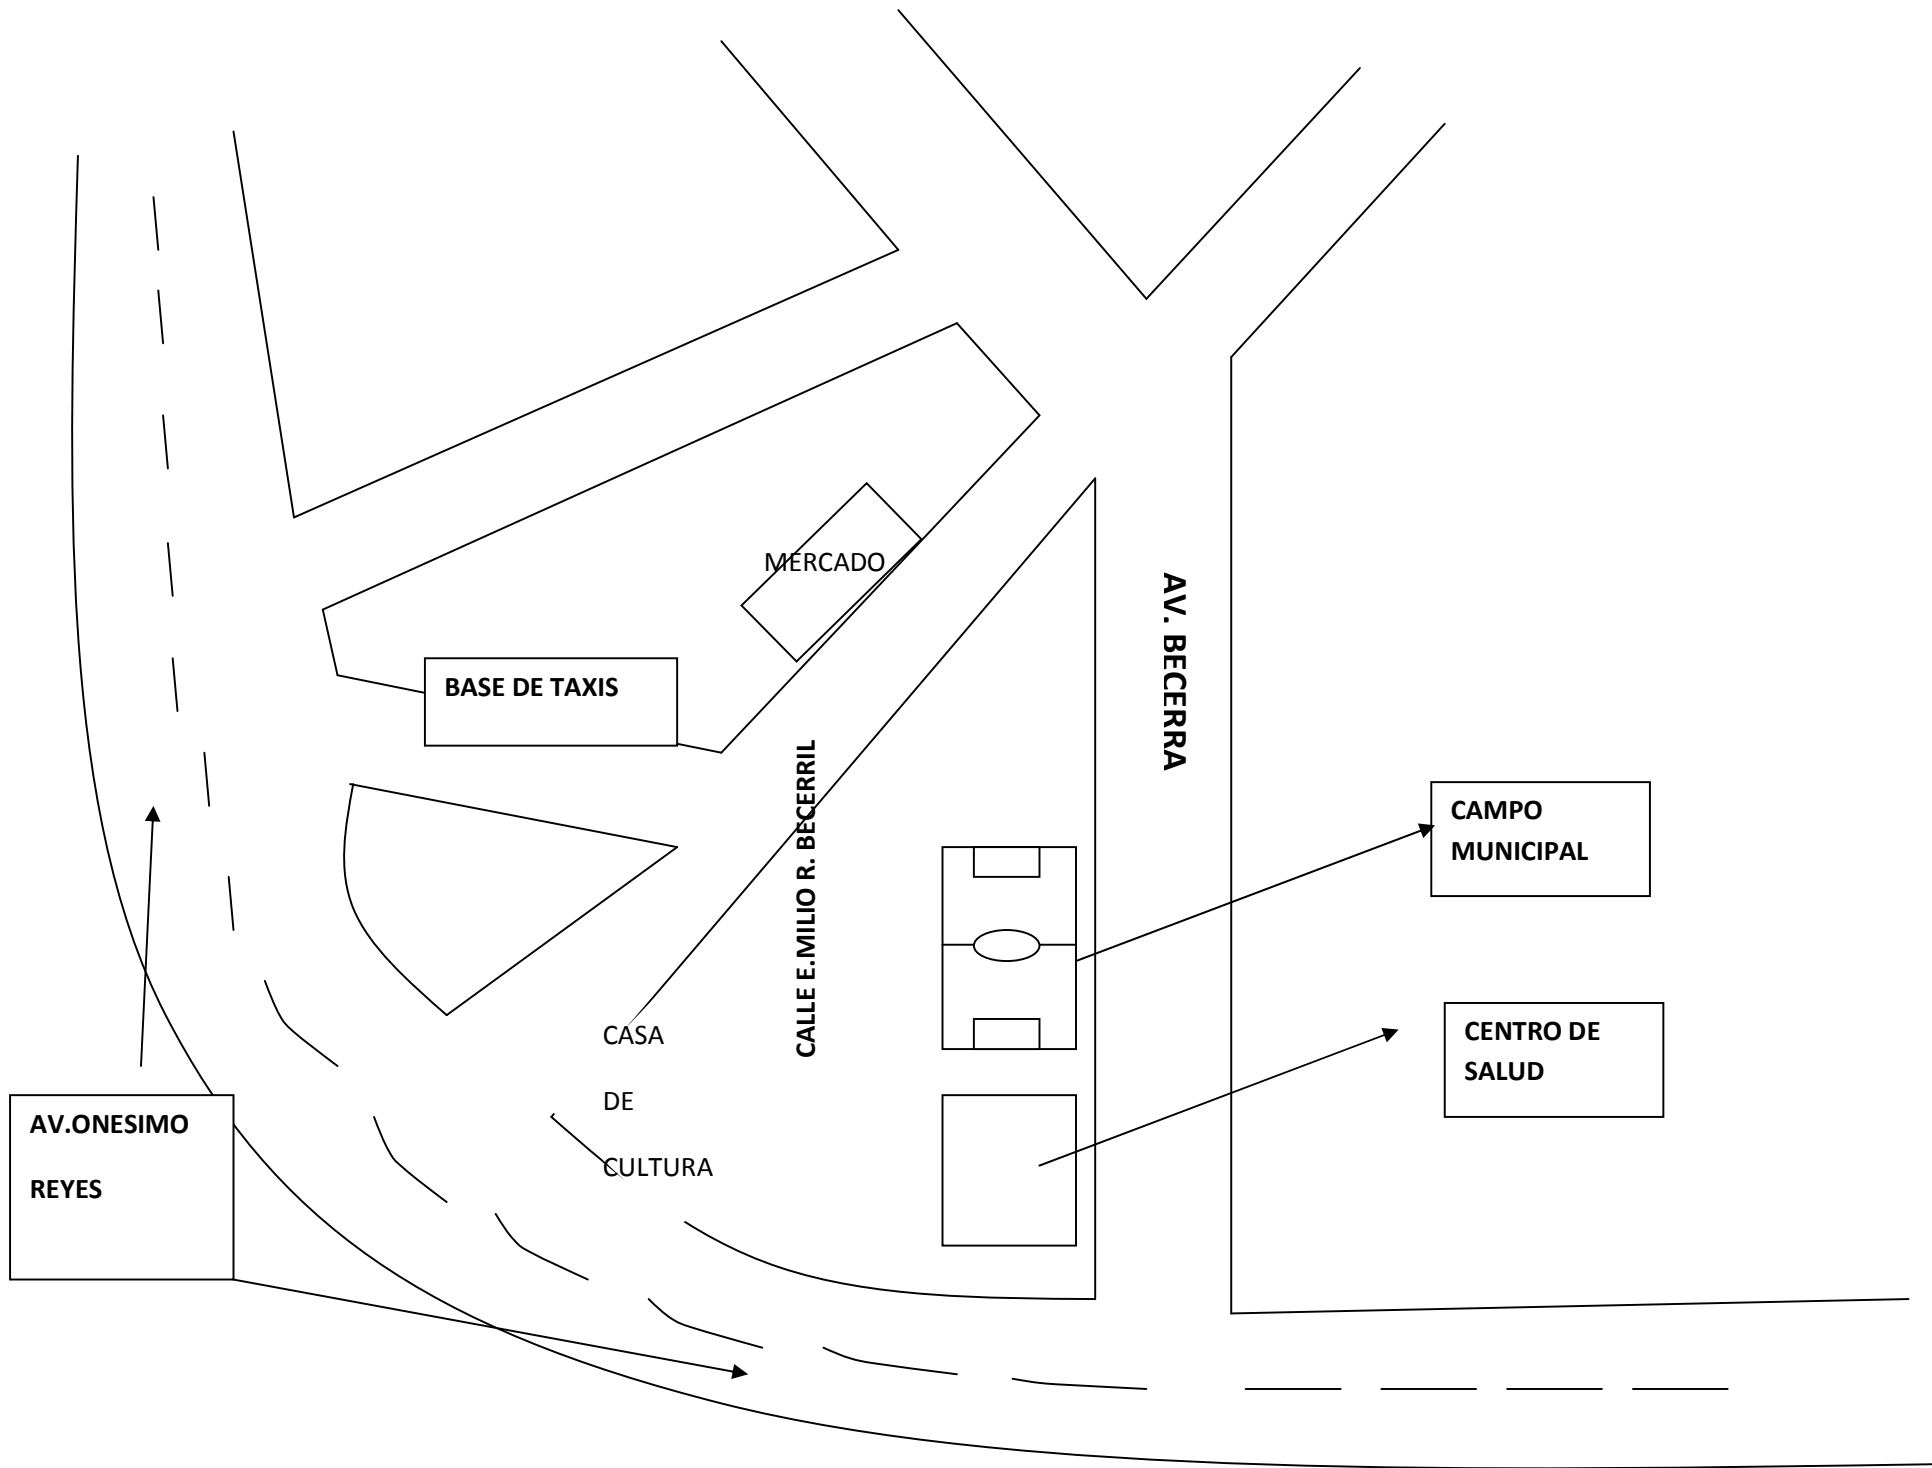 MERCADO
BASE DE TAXIS
AV. BECERRA
CALLE E.MILIO R. BECERRIL
CAMPO
MUNICIPAL
CASA
DE
CULTURA
CENTRO DE
SALUD
AV.ONESIMO
REYES